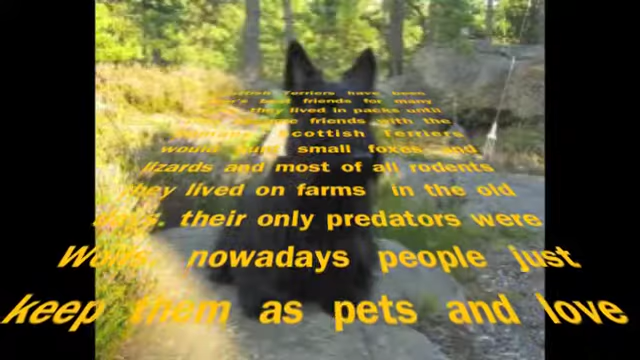 Scottish Terriers have been
best friends for many
they lived in packs until
friends with the
Scottish Terriers
would small foxes and
lizards and most of all rodents
they lived on farms in the old
days. their only predators were
nowadays people just
keep them as pets and love